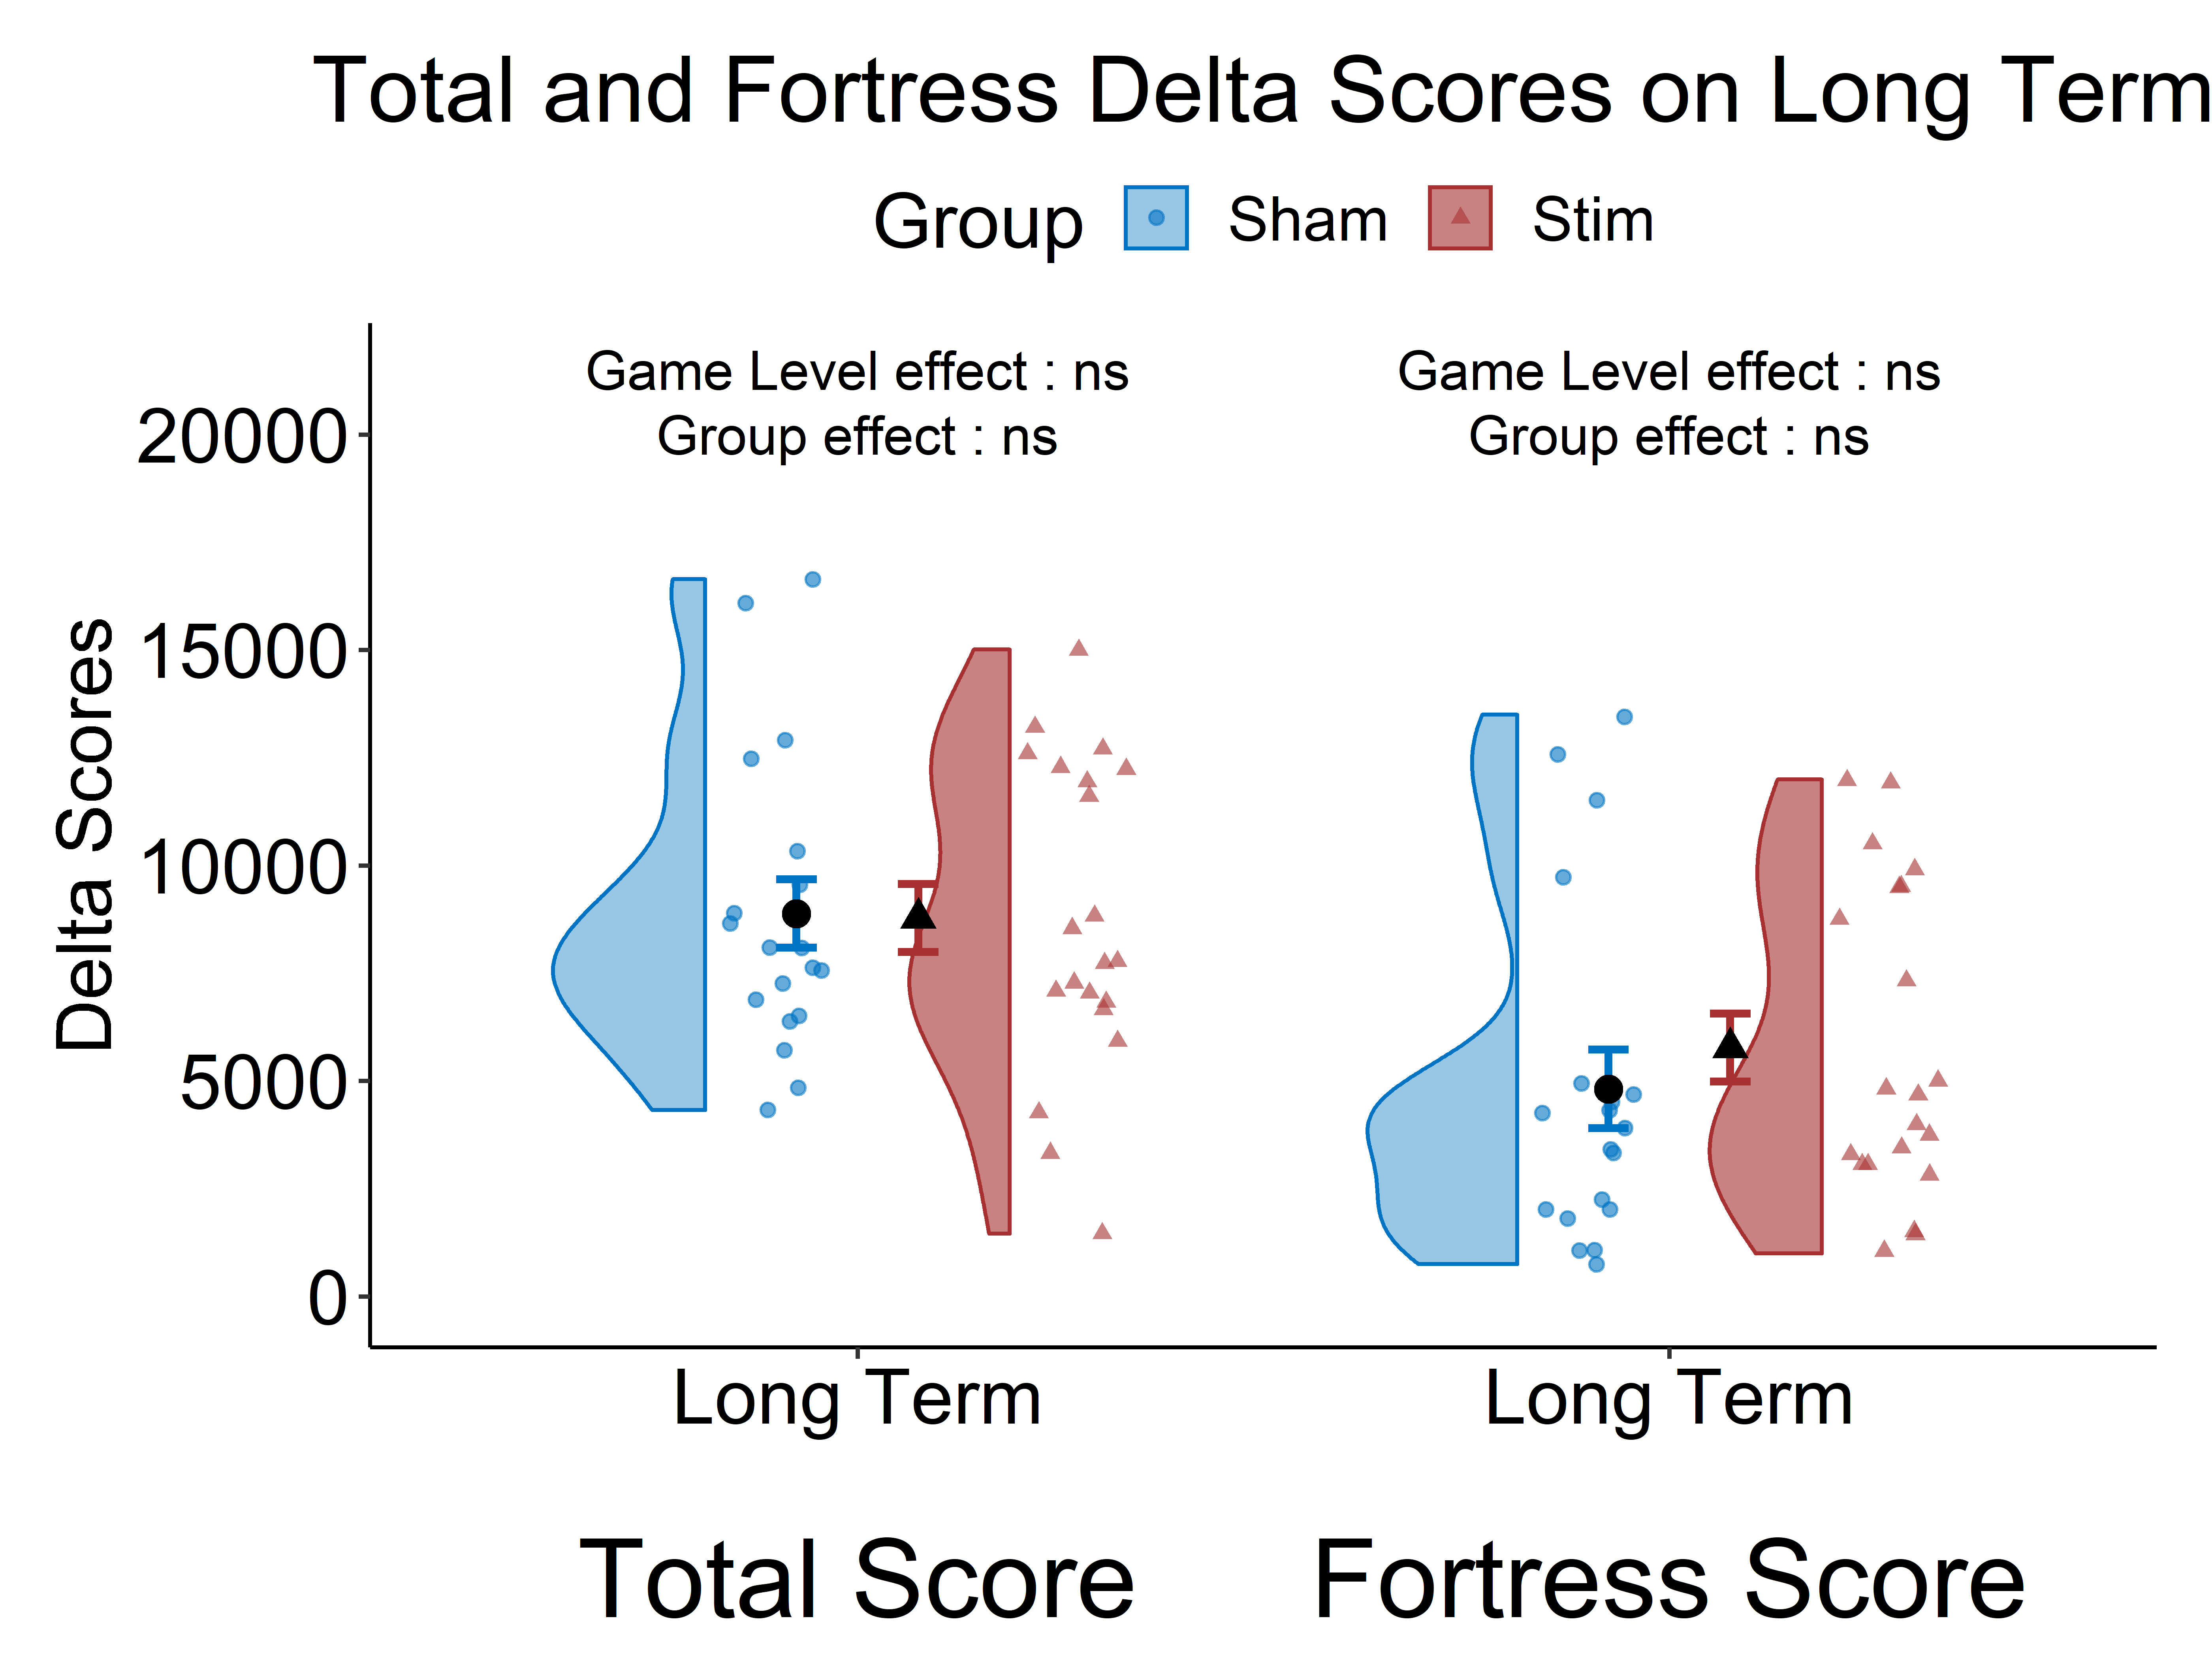 Total and Fortress Delta Scores on Long Term
Group Sham Stim
Game Level effect : ns
Group effect : ns
Game Level effect : ns
Group effect : ns
Delta Scores
20000
15000
10000
5000
0
Long Term
Long Term
Total Score
Fortress Score